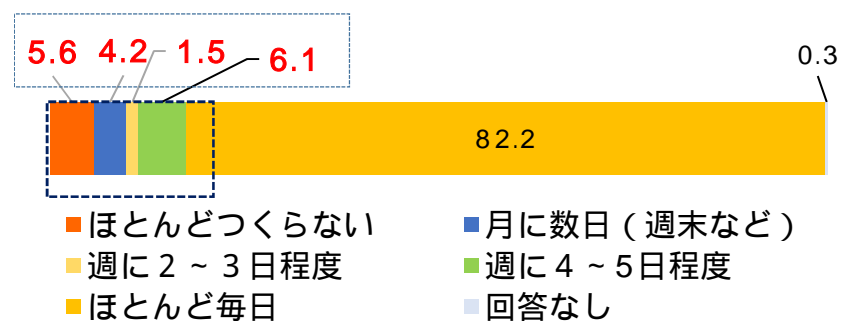 5.6 4.2 1.5 6.1 0.3
82.2
ほとんどつくらない 月に数日（週末など）
週に２～３日程度 週に４～5日程度
ほとんど毎日 回答なし